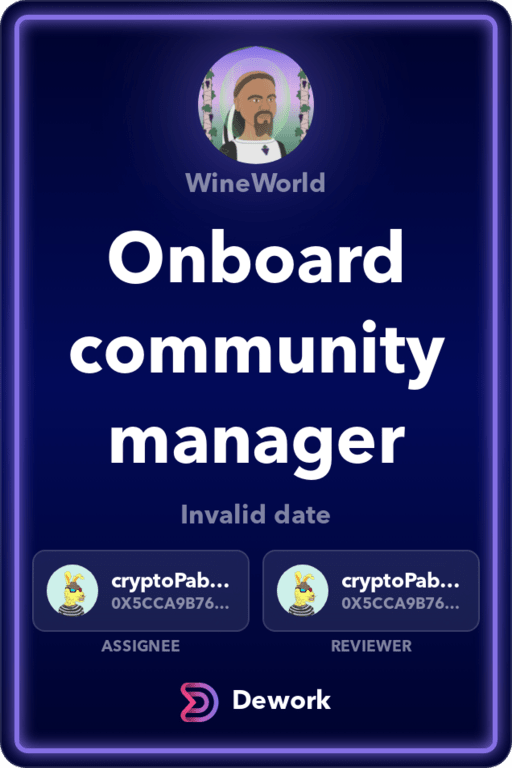 WineWorld
Onboard
community
manager
Invalid date
cryptoPab...
0X5CCA9B76...
cryptoPab...
0X5CCA9B76...
ASSIGNEE
REVIEWER
Dework